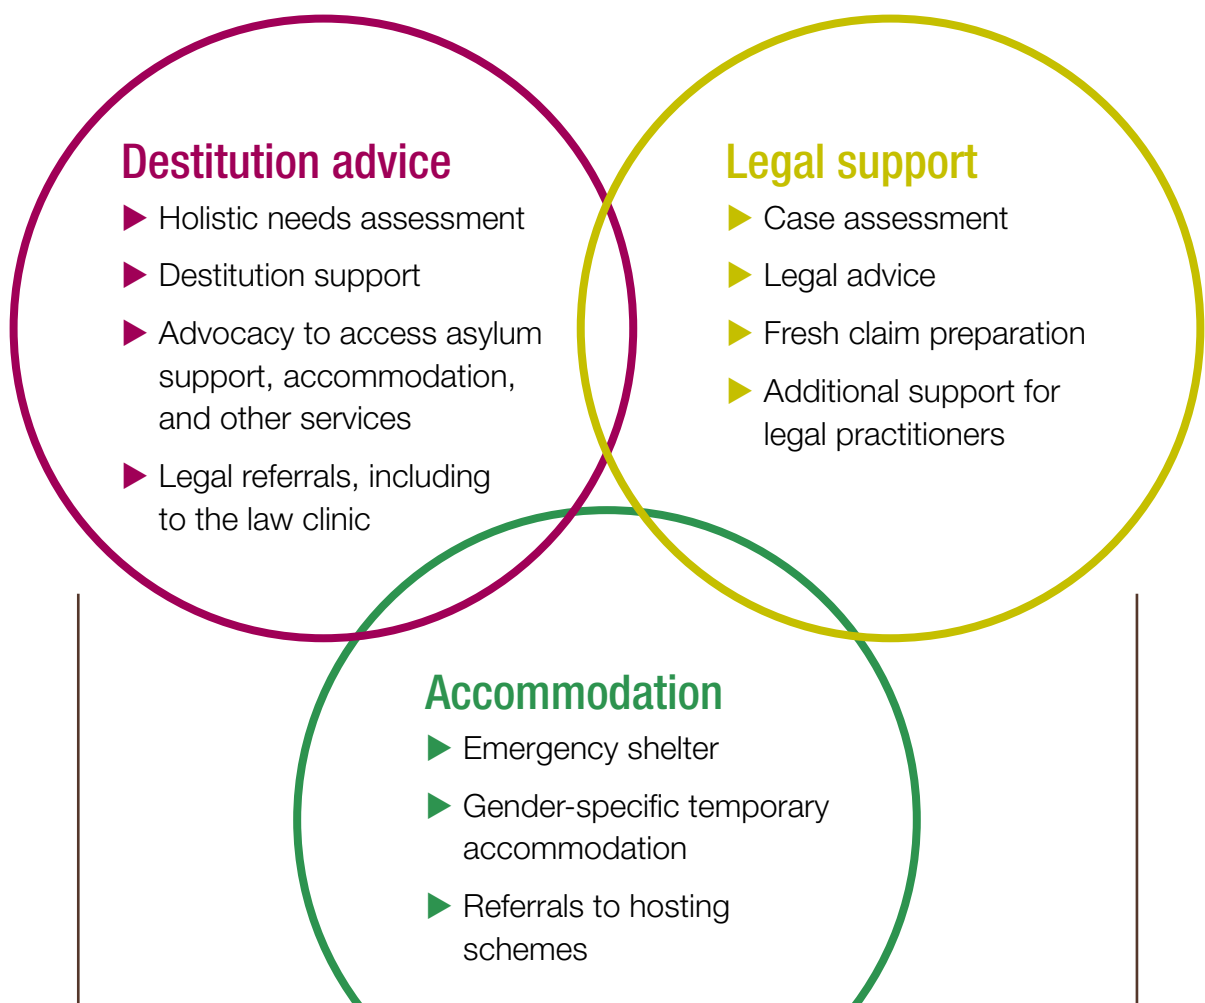 Destitution advice
▶ Holistic needs assessment
▶ Destitution support
▶ Advocacy to access asylum
support, accommodation,
and other services
▶ Legal referrals, including
to the law clinic
Legal support
▶ Case assessment
▶ Legal advice
▶ Fresh claim preparation
▶ Additional support for
legal practitioners
Accommodation
▶ Emergency shelter
▶ Gender-specific temporary
accommodation
▶ Referrals to hosting
schemes